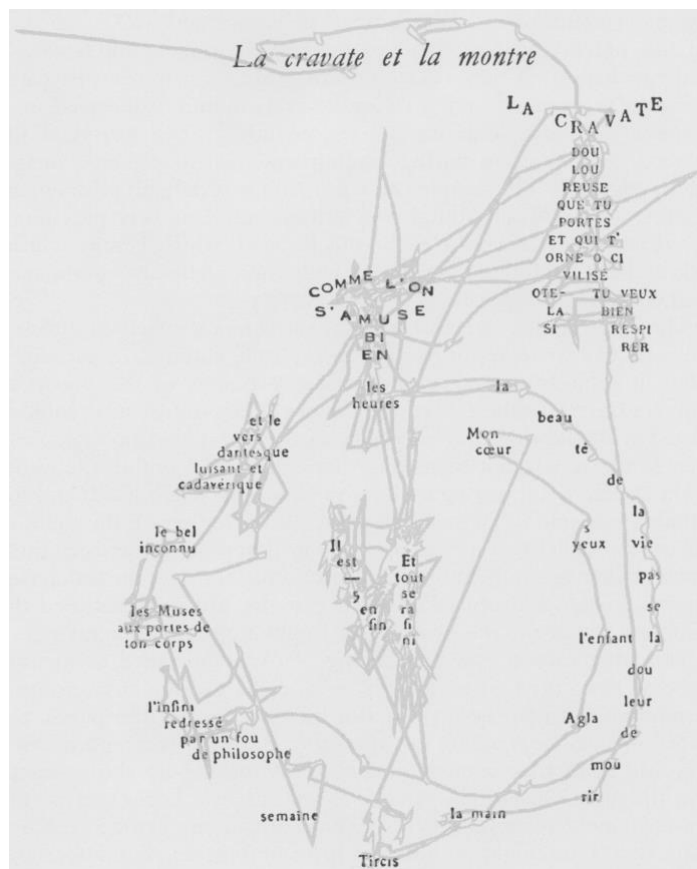 La cravate et la montre
LA CRAVATE
DOU
LOU
REUSE
QUE TU
PORTES
ET QUI T'
ORNE O CI
VILISÉ
OTE- TU VEUX
LA BIEN
SI RESPI
RER
COMME L'ON
S'AMUSE
BI
EN
les
heures
la
beau
té
de
la
vie
pas
se
la
dou
leur
de
mou
rir
Mon
cœur
s
yeux
l'enfant
Agla
la main
Tircis
semaine
l'infini
redressé
par un fou
de philosophe
les Muses
aux portes de
ton corps
le bel
inconnu
et le
vers
dantesque
luisant et
cadavérique
Il
est
—
5
en
fin
Et
tout
se
ra
fi
ni